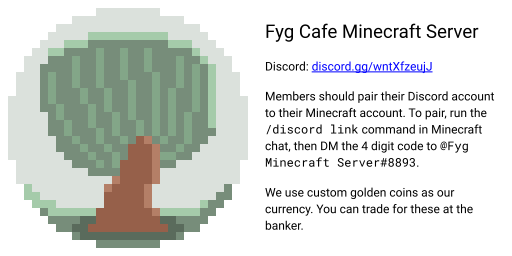 Fyg Cafe Minecraft Server
Discord: discord.gg/wntXfzeujJ
Members should pair their Discord account
to their Minecraft account. To pair, run the
/discord link command in Minecraft
chat, then DM the 4 digit code to @Fyg
Minecraft Server#8893.
We use custom golden coins as our
currency. You can trade for these at the
banker.